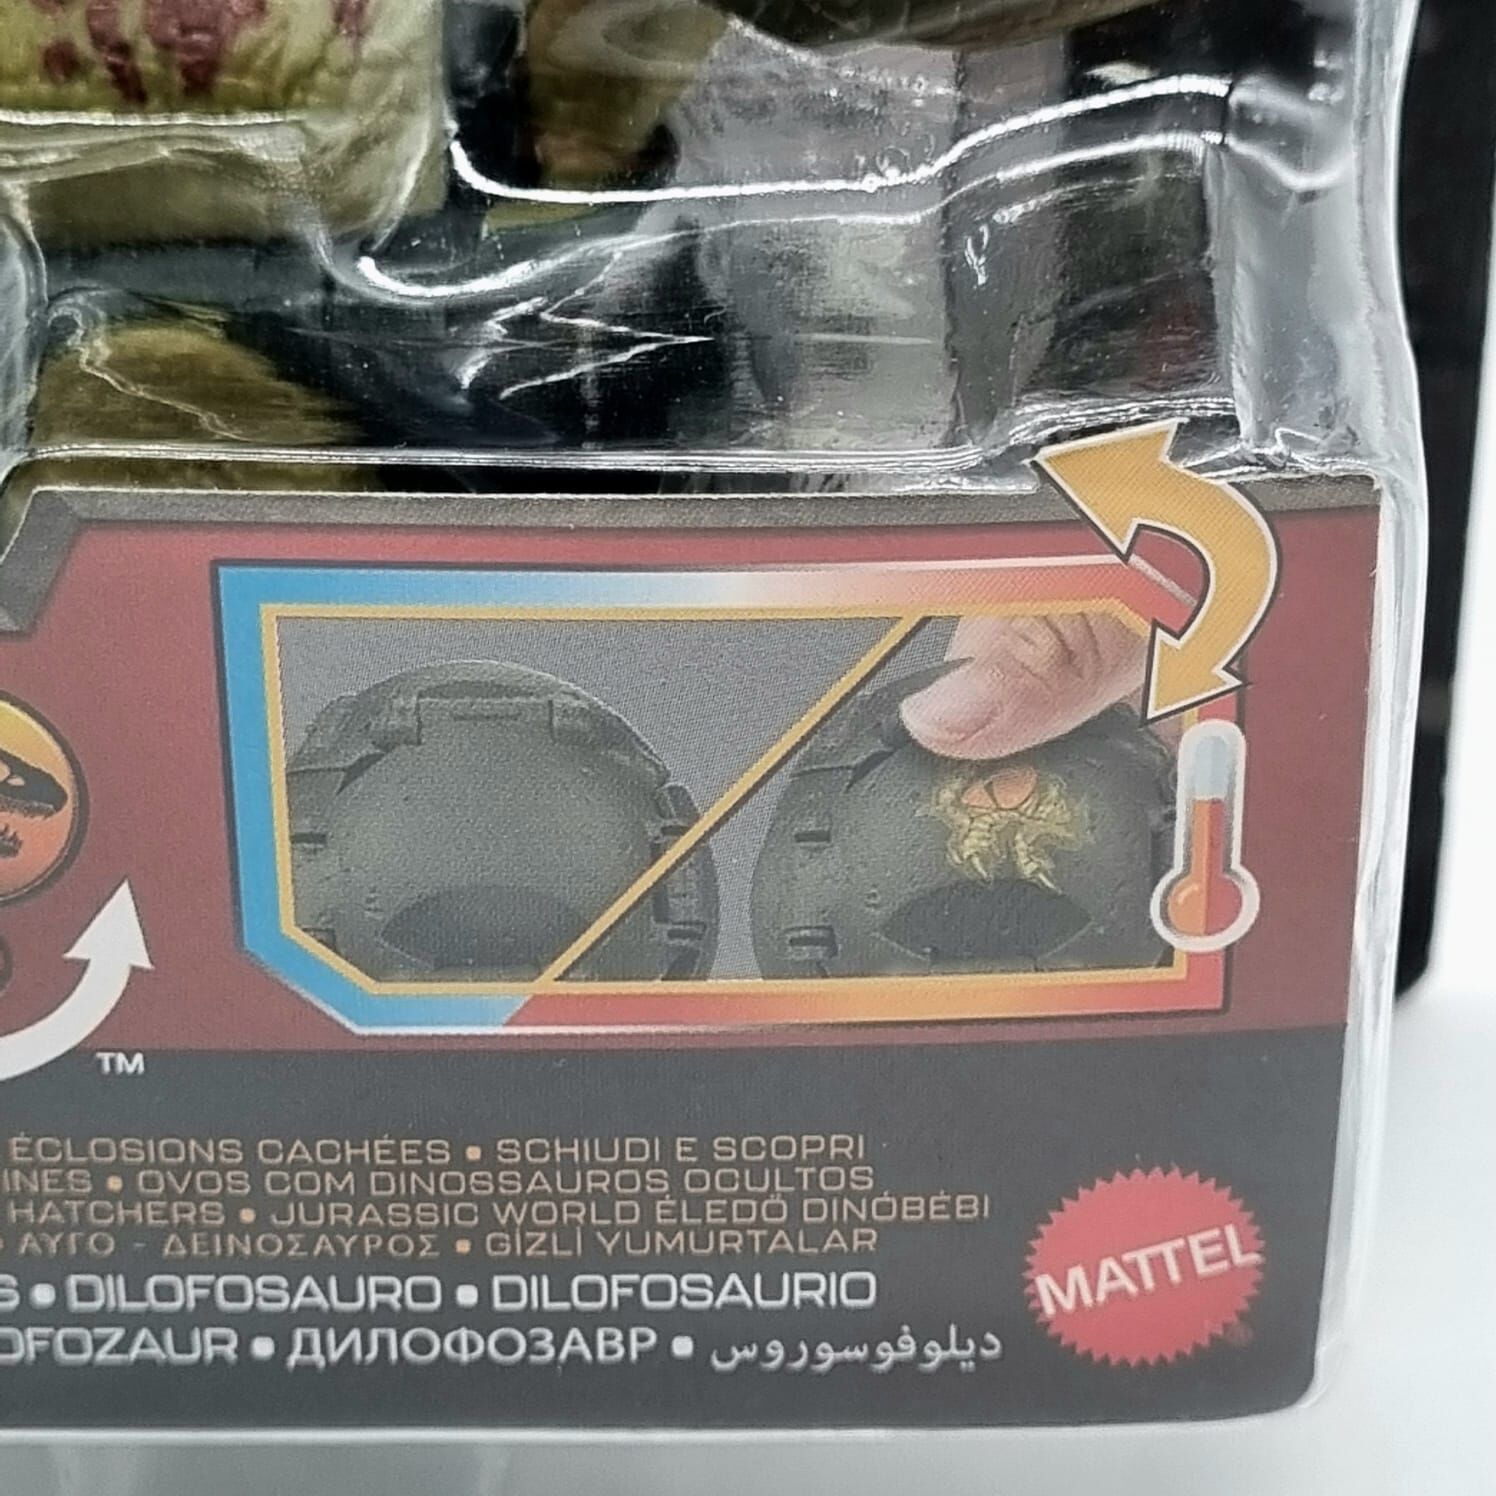 TM
ÉCLOSIONS CACHÉES • SCHIUDI E SCOPRI
INES • OVOS COM DINOSSAUROS OCULTOS
HATCHERS • JURASSIC WORLD ÉLEDŐ DINÓBÉBI
• ΑΥΓΟ - ΔΕΙΝΟΣΑΥΡΟΣ • GİZLİ YUMURTALAR
S • DILOFOSAURO • DILOFOSAURIO
OFOZAUR • ДИЛОФОЗАВР • ديلوفوسوروس
MATTEL
®